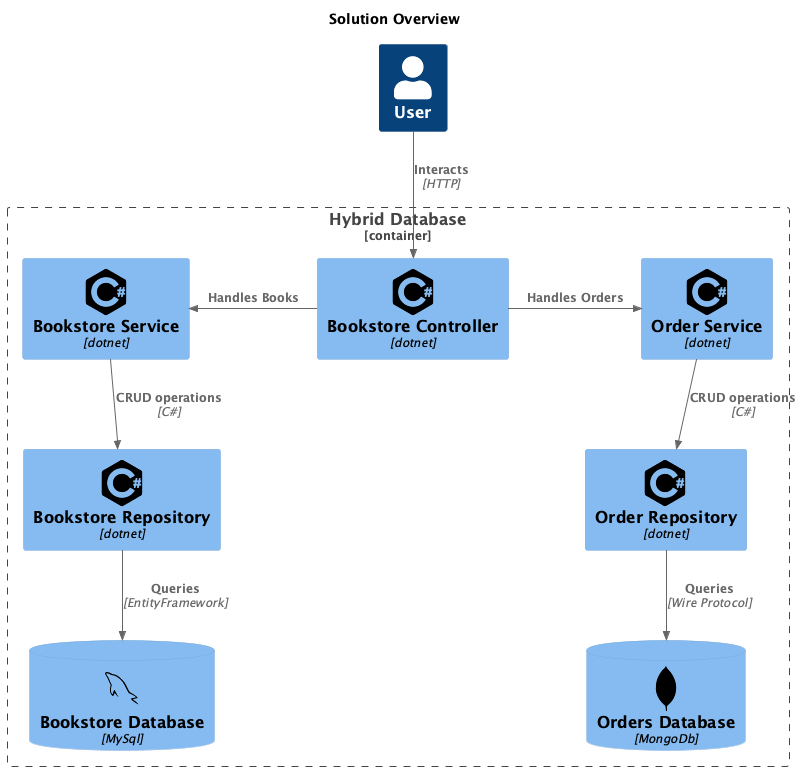 Solution Overview
User
Interacts
[HTTP]
Hybrid Database
[container]
C#
Bookstore Service
[dotnet]
Handles Books
C#
Bookstore Controller
[dotnet]
Handles Orders
C#
Order Service
[dotnet]
CRUD operations
[C#]
CRUD operations
[C#]
C#
Bookstore Repository
[dotnet]
C#
Order Repository
[dotnet]
Queries
[EntityFramework]
Queries
[Wire Protocol]
Bookstore Database
[MySql]
Orders Database
[MongoDb]